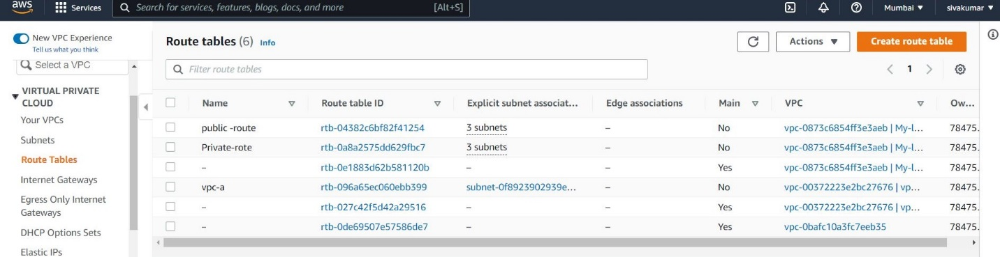 aws Services Search for services, features, blogs, docs, and more [Alt+S] Mumbai ▼ sivakumar ▼
New VPC Experience
Tell us what you think
Select a VPC
VIRTUAL PRIVATE
CLOUD
Your VPCs
Subnets
Route Tables
Internet Gateways
Egress Only Internet
Gateways
DHCP Options Sets
Elastic IPs
Route tables (6) Info Actions ▼ Create route table
Filter route tables 1
Name Route table ID Explicit subnet associat... Edge associations Main VPC Ow...
public -route rtb-04382c6bf82f41254 3 subnets – No vpc-0873c6854ff3e3aeb | My-l... 78475.
Private-rote rtb-0a8a2575dd629fbc7 3 subnets – No vpc-0873c6854ff3e3aeb | My-l... 78475.
– rtb-0e1883d62b581120b – – Yes vpc-0873c6854ff3e3aeb | My-l... 78475.
vpc-a rtb-096a65ec060ebb399 subnet-0f8923902939e... – No vpc-00372223e2bc27676 | vp... 78475.
– rtb-027c42f5d42a29516 – – Yes vpc-00372223e2bc27676 | vp... 78475.
– rtb-0de69507e57586de7 – – Yes vpc-0bafc10a3fc7eeb35 78475.